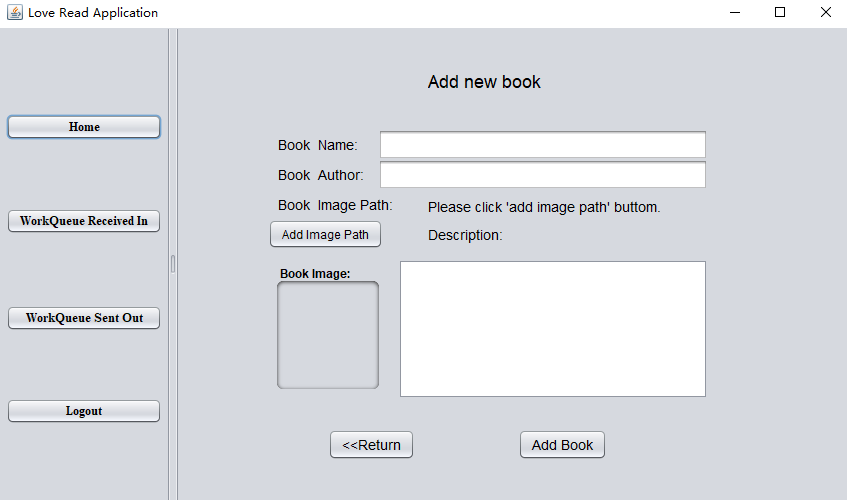 Love Read Application
Home
WorkQueue Received In
WorkQueue Sent Out
Logout
Add new book
Book  Name:
Book  Author:
Book  Image Path:
Please click 'add image path' buttom.
Add Image Path
Description:
Book Image:
<<Return
Add Book